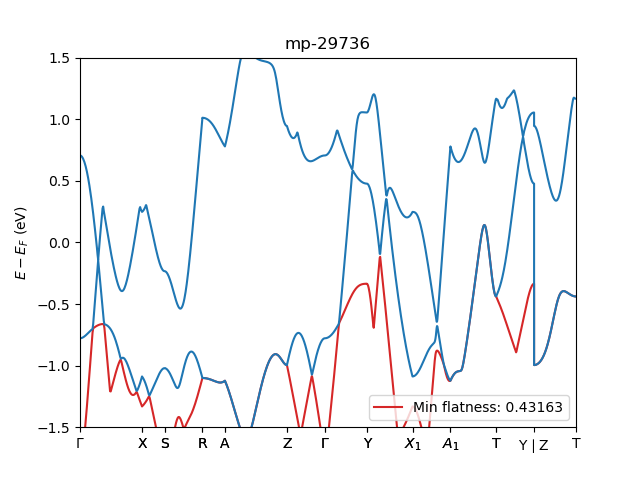 mp-29736
E − E_F (eV)
1.5
1.0
0.5
0.0
−0.5
−1.0
−1.5
Min flatness: 0.43163
Γ X S R A Z Γ Y X₁ A₁ T Y | Z T